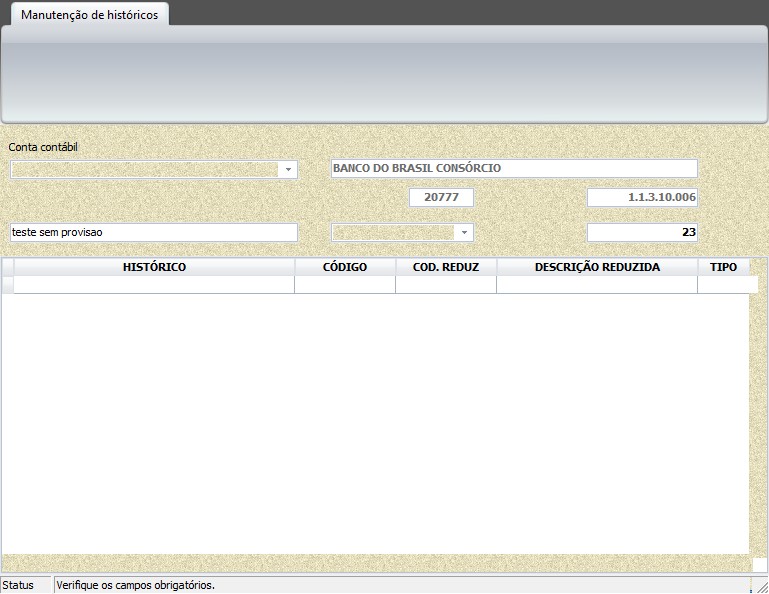 Manutenção de históricos
Conta contábil
BANCO DO BRASIL CONSÓRCIO
20777 1.1.3.10.006
teste sem provisao 23
HISTÓRICO CÓDIGO COD. REDUZ DESCRIÇÃO REDUZIDA TIPO
Status Verifique os campos obrigatórios.